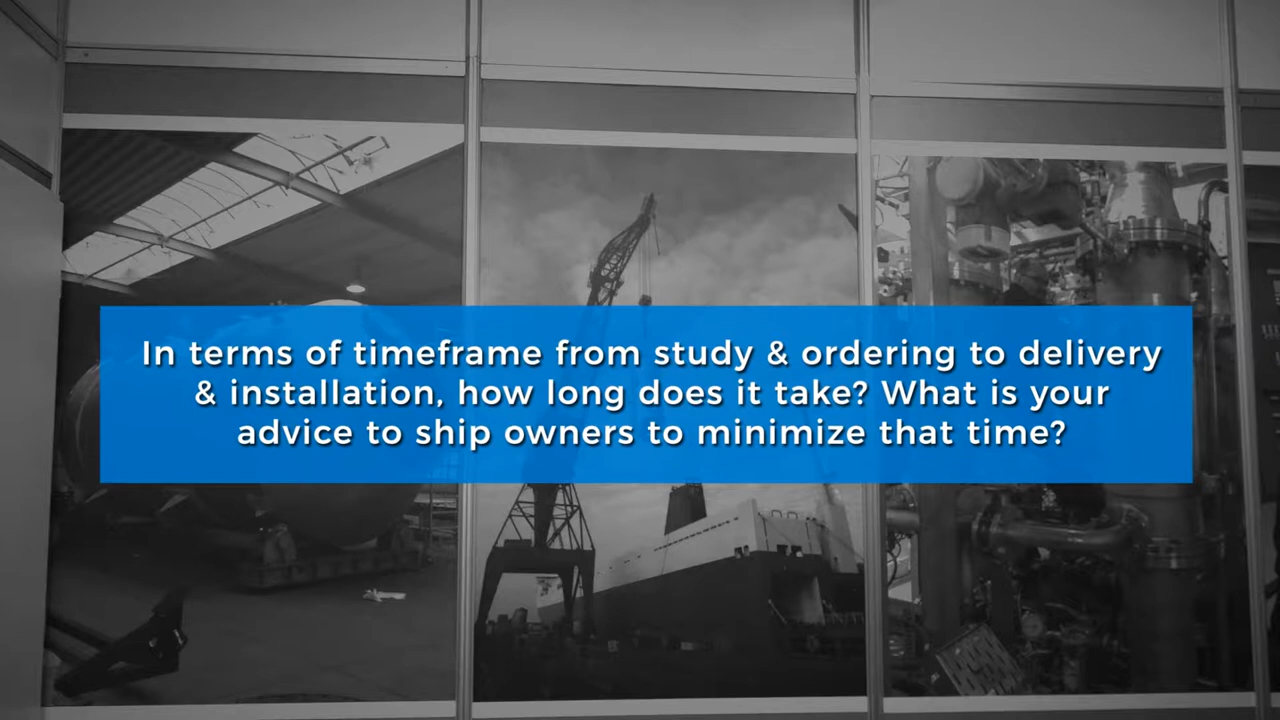 In terms of timeframe from study & ordering to delivery
& installation, how long does it take? What is your
advice to ship owners to minimize that time?